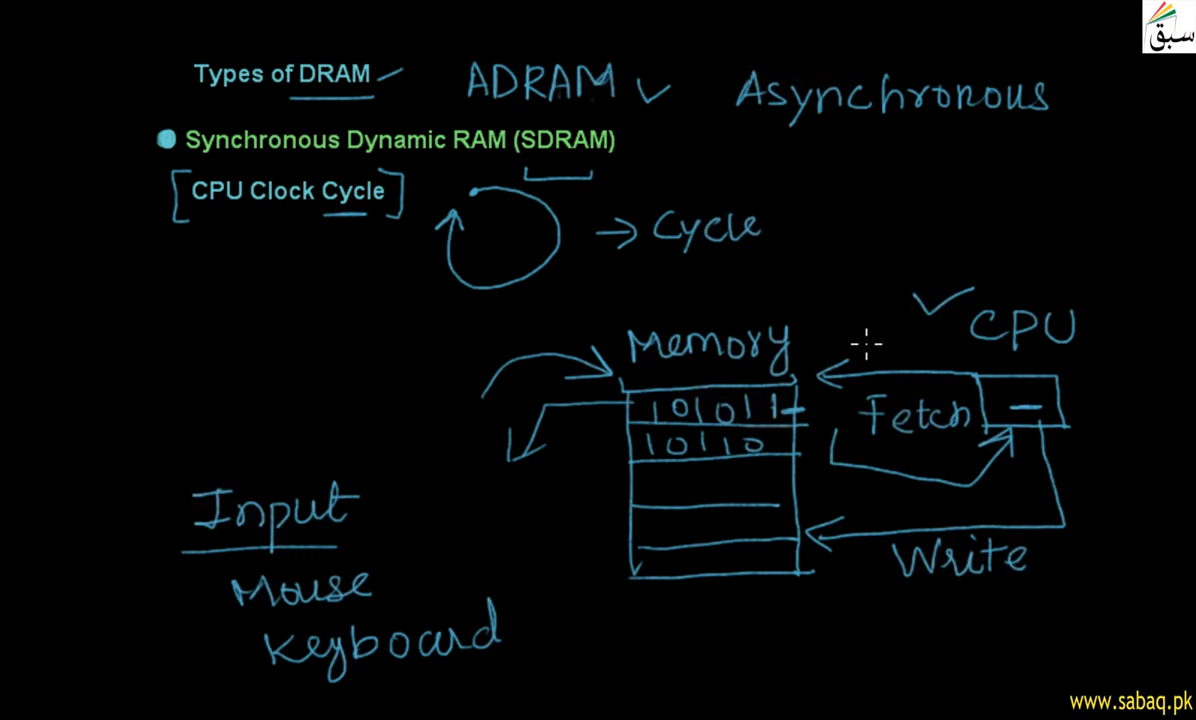 سبق
Types of DRAM ADRAM Asynchronous
Synchronous Dynamic RAM (SDRAM)
CPU Clock Cycle
Cycle
Memory CPU
101011
Fetch
10110
Input
Write
Mouse
Keyboard
www.sabaq.pk